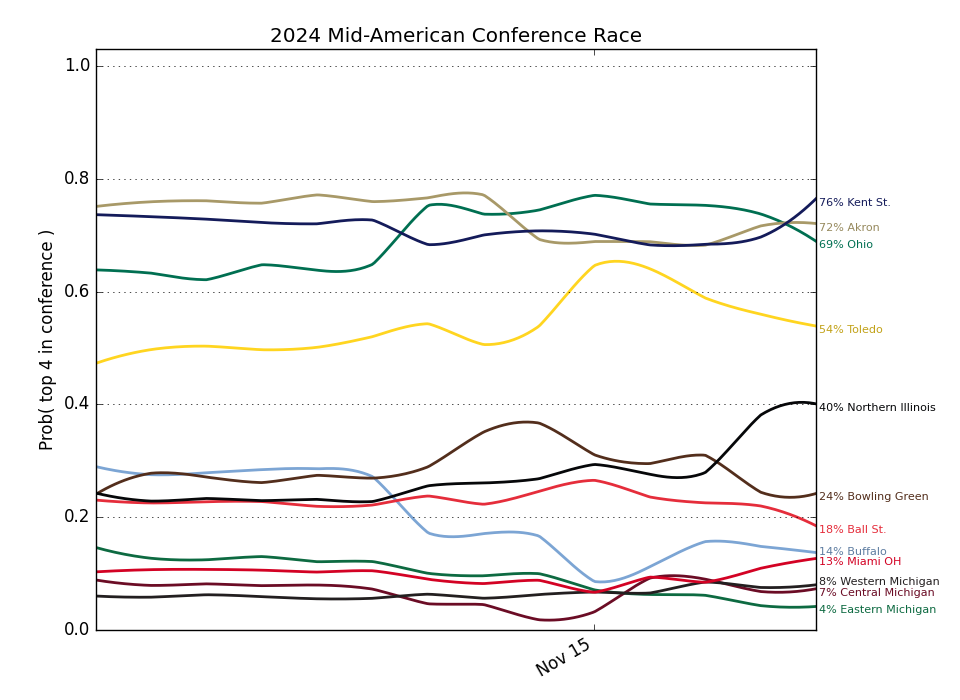 2024 Mid-American Conference Race
Prob( top 4 in conference )
1.0
0.8
0.6
0.4
0.2
0.0
Nov 15
76% Kent St.
72% Akron
69% Ohio
54% Toledo
40% Northern Illinois
24% Bowling Green
18% Ball St.
14% Buffalo
13% Miami OH
8% Western Michigan
7% Central Michigan
4% Eastern Michigan